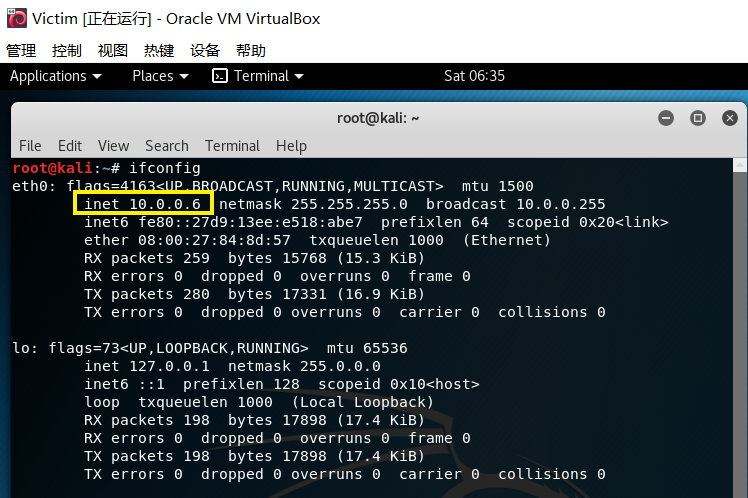 Victim [正在运行] - Oracle VM VirtualBox
管理 控制 视图 热键 设备 帮助
Applications Places Terminal Sat 06:35
root@kali: ~
File Edit View Search Terminal Help
root@kali:~# ifconfig
eth0: flags=4163<UP,BROADCAST,RUNNING,MULTICAST>  mtu 1500
inet 10.0.0.6  netmask 255.255.255.0  broadcast 10.0.0.255
inet6 fe80::27d9:13ee:e518:abe7  prefixlen 64  scopeid 0x20<link>
ether 08:00:27:84:8d:57  txqueuelen 1000  (Ethernet)
RX packets 259  bytes 15768 (15.3 KiB)
RX errors 0  dropped 0  overruns 0  frame 0
TX packets 280  bytes 17331 (16.9 KiB)
TX errors 0  dropped 0 overruns 0  carrier 0  collisions 0
lo: flags=73<UP,LOOPBACK,RUNNING>  mtu 65536
inet 127.0.0.1  netmask 255.0.0.0
inet6 ::1  prefixlen 128  scopeid 0x10<host>
loop  txqueuelen 1000  (Local Loopback)
RX packets 198  bytes 17898 (17.4 KiB)
RX errors 0  dropped 0  overruns 0  frame 0
TX packets 198  bytes 17898 (17.4 KiB)
TX errors 0  dropped 0 overruns 0  carrier 0  collisions 0